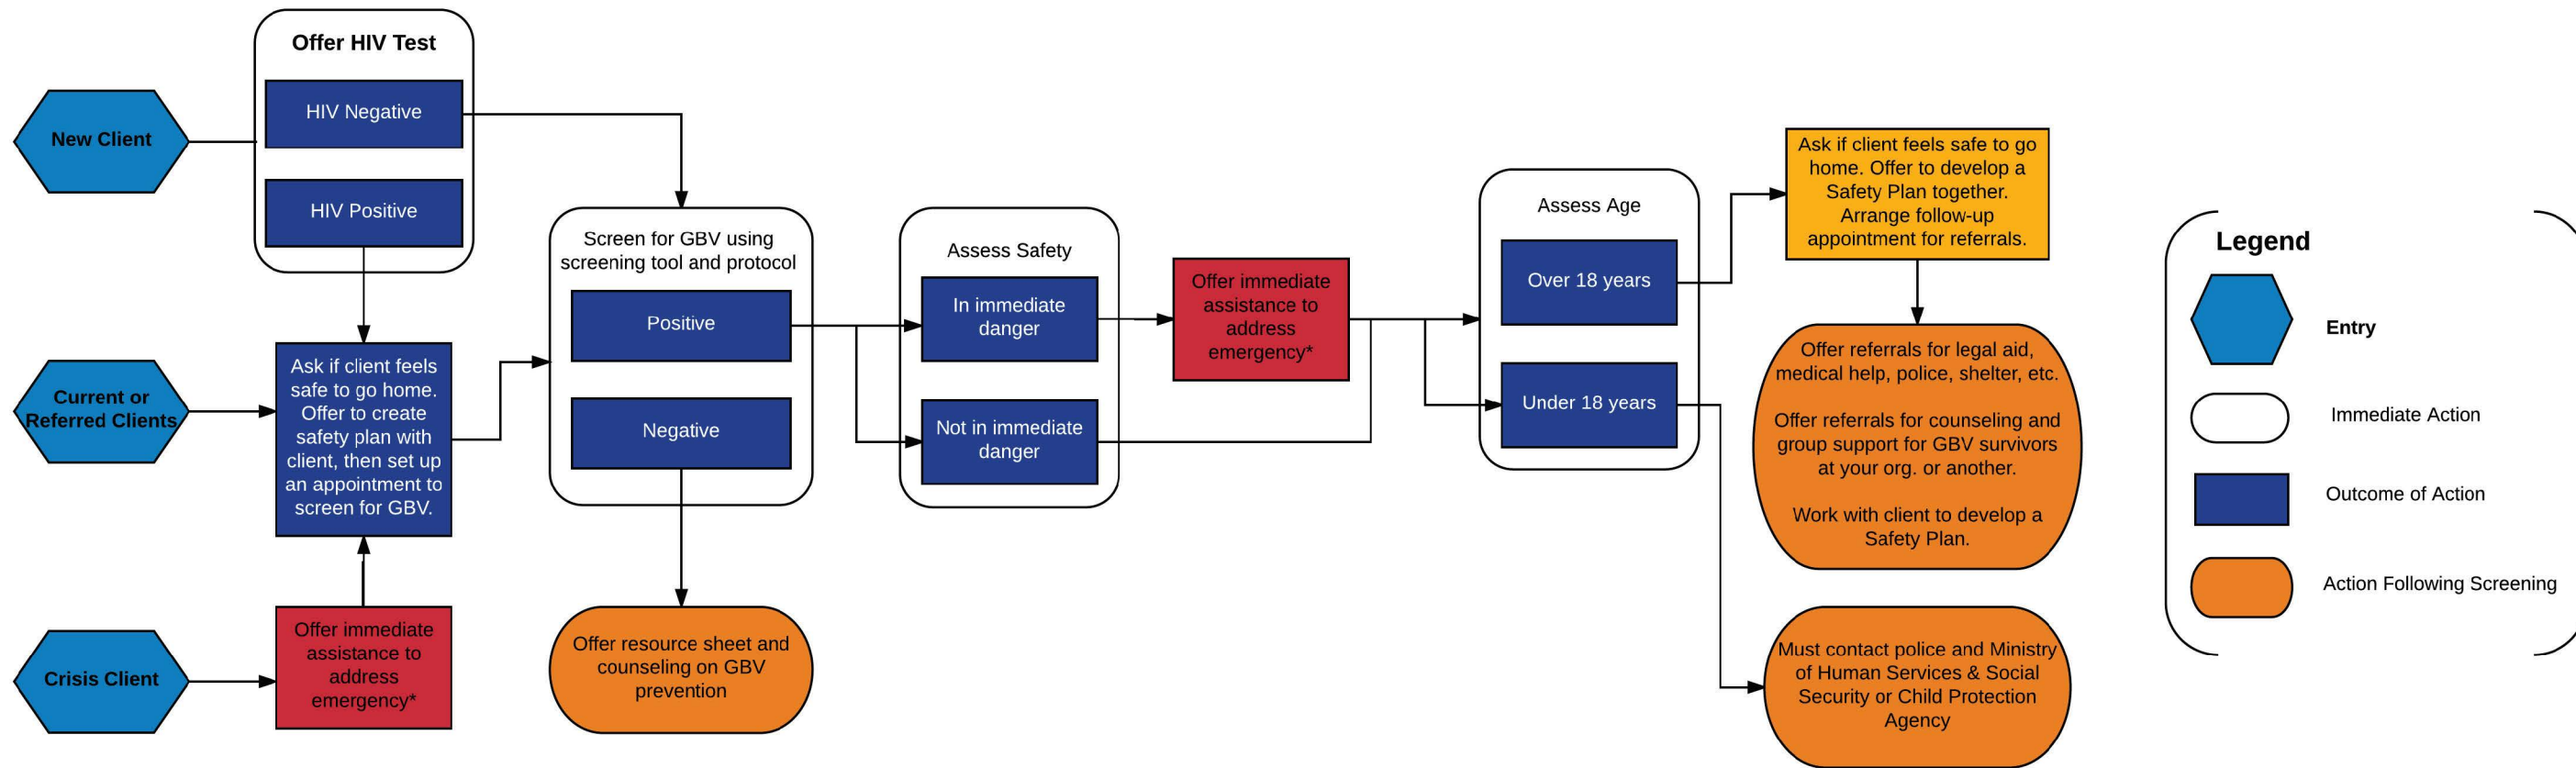 Offer HIV Test
HIV Negative
HIV Positive
New Client
Current or
Referred Clients
Crisis Client
Ask if client feels
safe to go home.
Offer to create
safety plan with
client, then set up
an appointment to
screen for GBV.
Offer immediate
assistance to
address
emergency*
Screen for GBV using
screening tool and protocol
Positive
Negative
Offer resource sheet and
counseling on GBV
prevention
Assess Safety
In immediate
danger
Not in immediate
danger
Offer immediate
assistance to
address
emergency*
Assess Age
Over 18 years
Under 18 years
Ask if client feels safe to go
home. Offer to develop a
Safety Plan together.
Arrange follow-up
appointment for referrals.
Offer referrals for legal aid,
medical help, police, shelter, etc.
Offer referrals for counseling and
group support for GBV survivors
at your org. or another.
Work with client to develop a
Safety Plan.
Must contact police and Ministry
of Human Services & Social
Security or Child Protection
Agency
Legend
Entry
Immediate Action
Outcome of Action
Action Following Screening